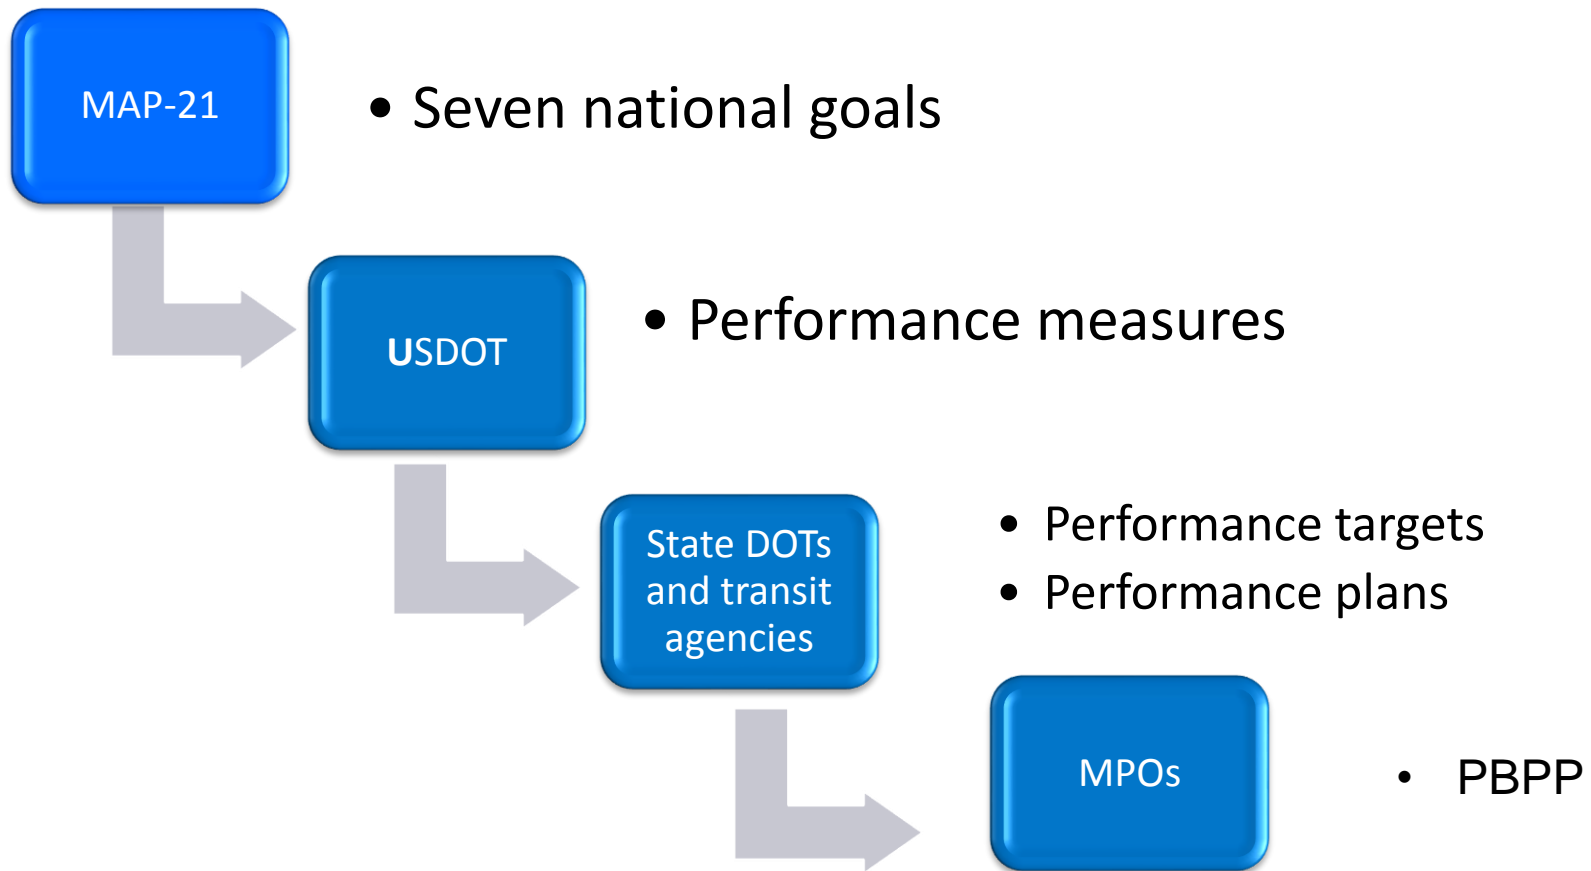 MAP-21
• Seven national goals
USDOT
• Performance measures
State DOTs
and transit
agencies
• Performance targets
• Performance plans
MPOs
• PBPP